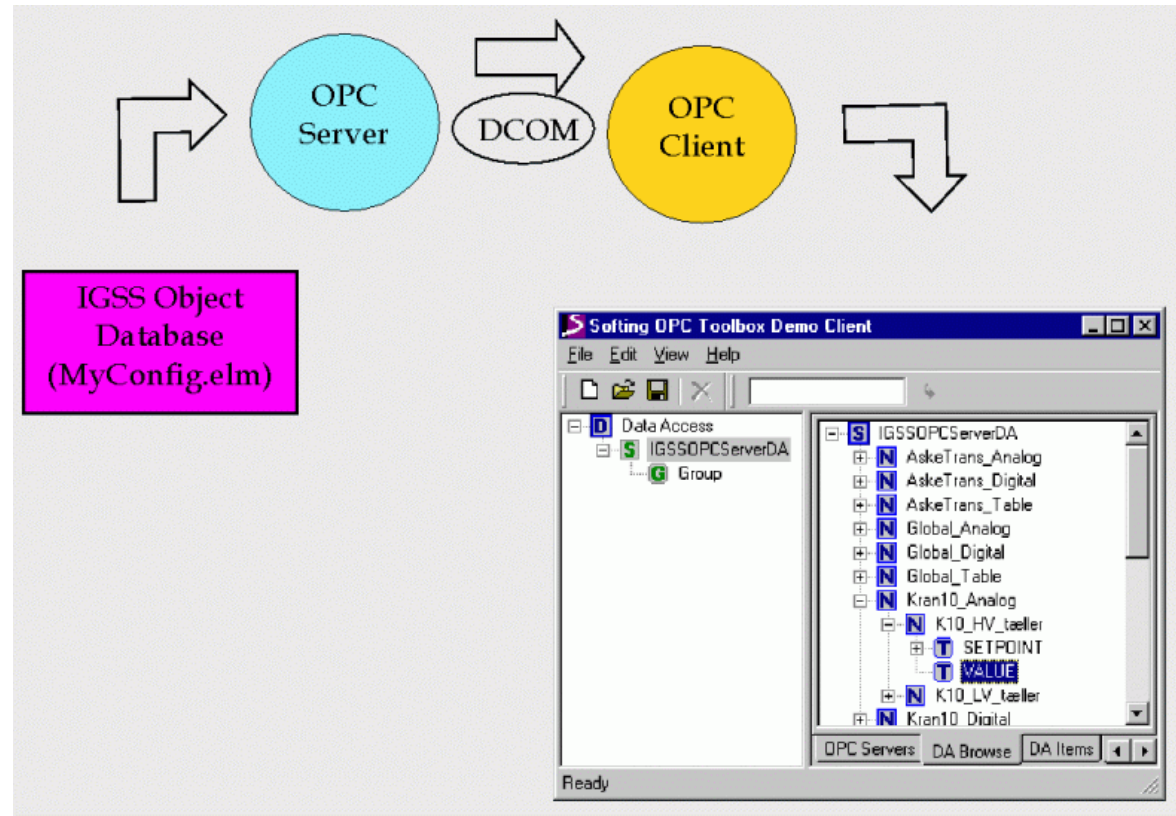 OPC
Server
DCOM
OPC
Client
IGSS Object
Database
(MyConfig.elm)
Softing OPC Toolbox Demo Client
File Edit View Help
D Data Access
S IGSSOPCServerDA
G Group
S IGSSOPCServerDA
N AskeTrans_Analog
N AskeTrans_Digital
N AskeTrans_Table
N Global_Analog
N Global_Digital
N Global_Table
N Kran10_Analog
N K10_HV_tæller
T SETPOINT
T VALUE
N K10_LV_tæller
N Kran10_Digital
OPC Servers DA Browse DA Items
Ready